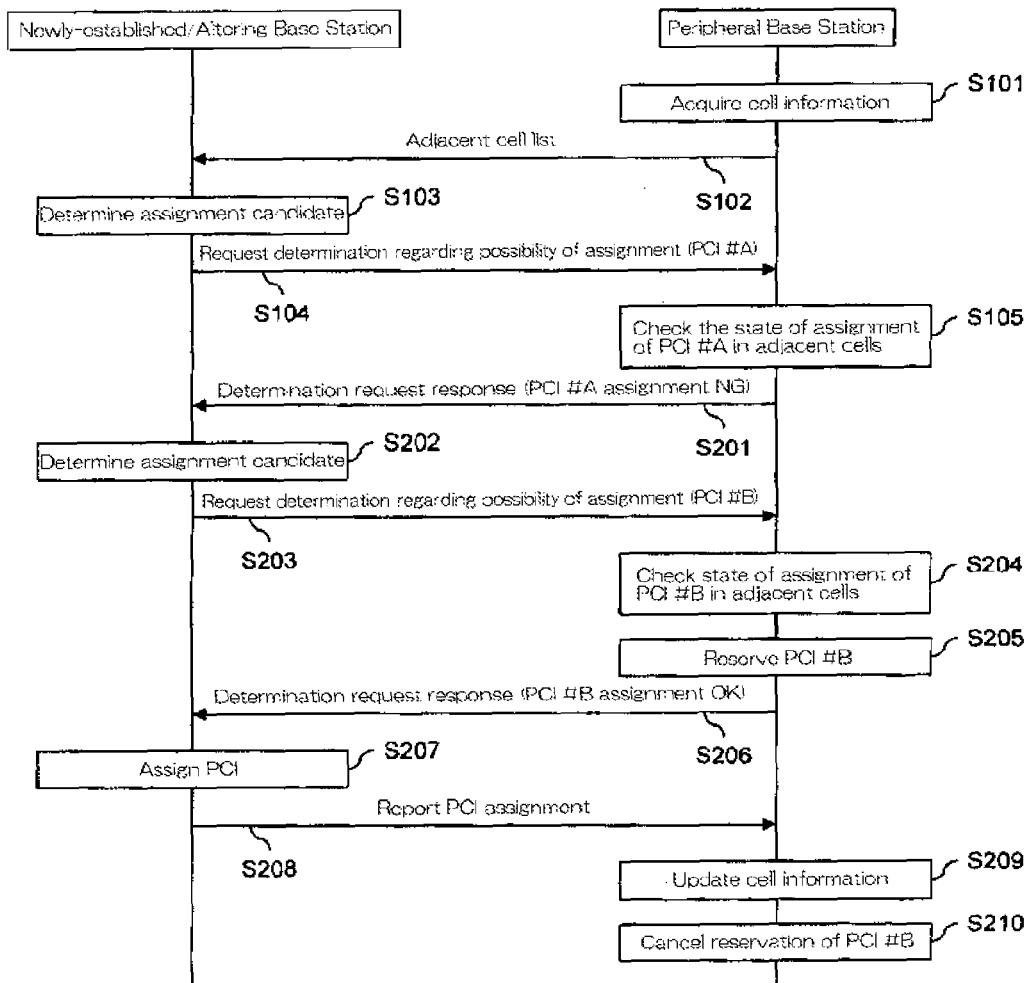 Newly-established/Altering Base Station
Peripheral Base Station
S101
Acquire cell information
Adjacent cell list
S102
S103
Determine assignment candidate
Request determination regarding possibility of assignment (PCI #A)
S104
S105
Check the state of assignment
of PCI #A in adjacent cells
Determination request response (PCI #A assignment NG)
S201
S202
Determine assignment candidate
Request determination regarding possibility of assignment (PCI #B)
S203
S204
Check state of assignment of
PCI #B in adjacent cells
S205
Reserve PCI #B
Determination request response (PCI #B assignment OK)
S206
S207
Assign PCI
Report PCI assignment
S208
S209
Update cell information
S210
Cancel reservation of PCI #B